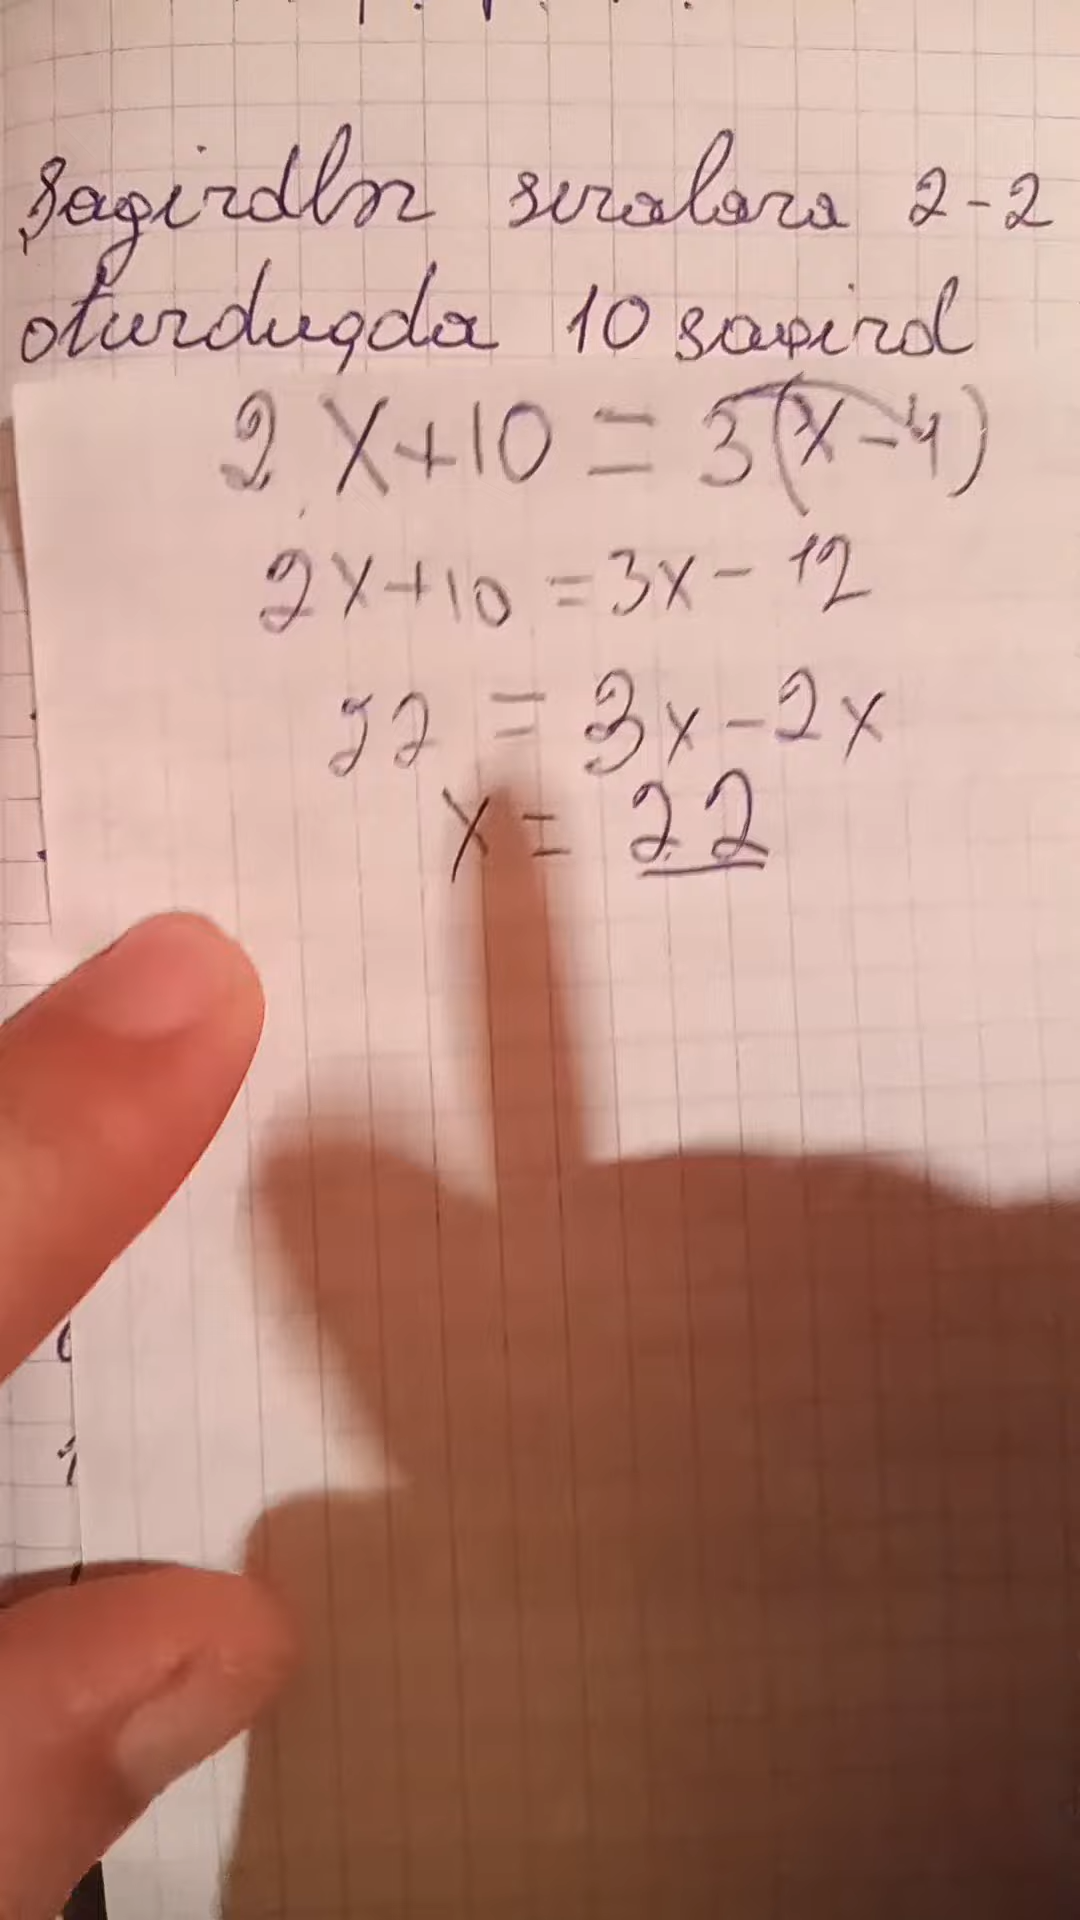 Şagirdlər sıralara 2-2
oturduqda 10 şagird
2x+10=3(x-4)
2x+10=3x-12
22=3x-2x
x=22